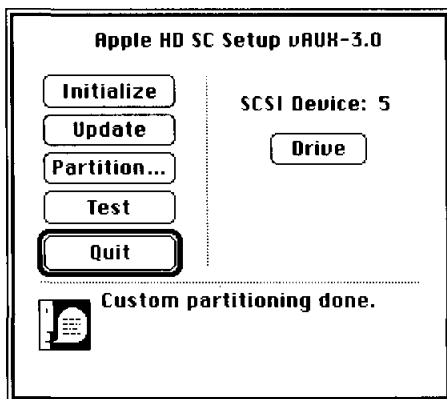 Apple HD SC Setup vAUX-3.0
Initialize
Update
Partition...
Test
Quit
SCSI Device: 5
Drive
Custom partitioning done.